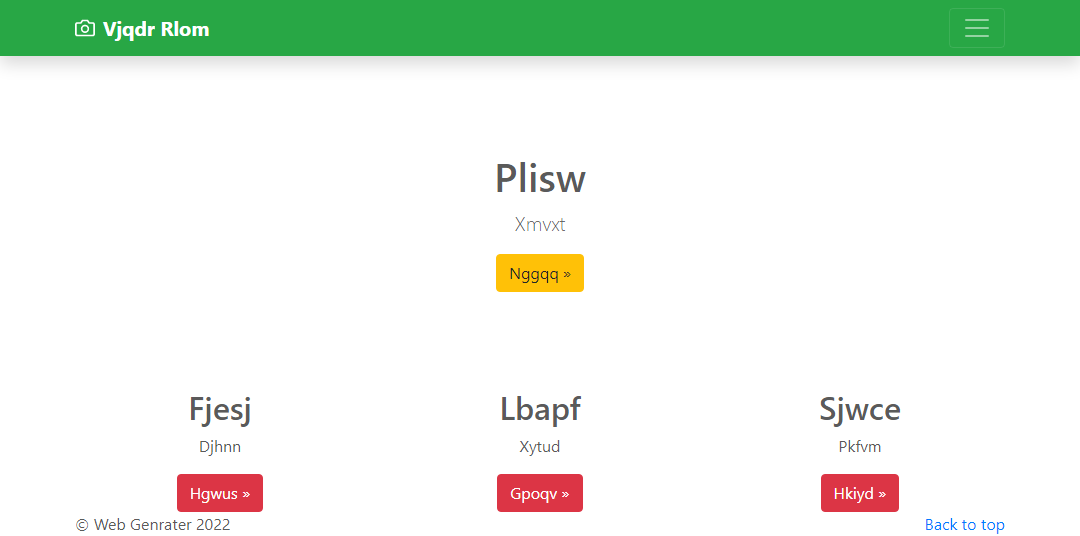 Vjqdr Rlom
Plisw
Xmvxt
Nggqq »
Fjesj
Djhnn
Hgwus »
Lbapf
Xytud
Gpoqv »
Sjwce
Pkfvm
Hkiyd »
© Web Genrater 2022
Back to top